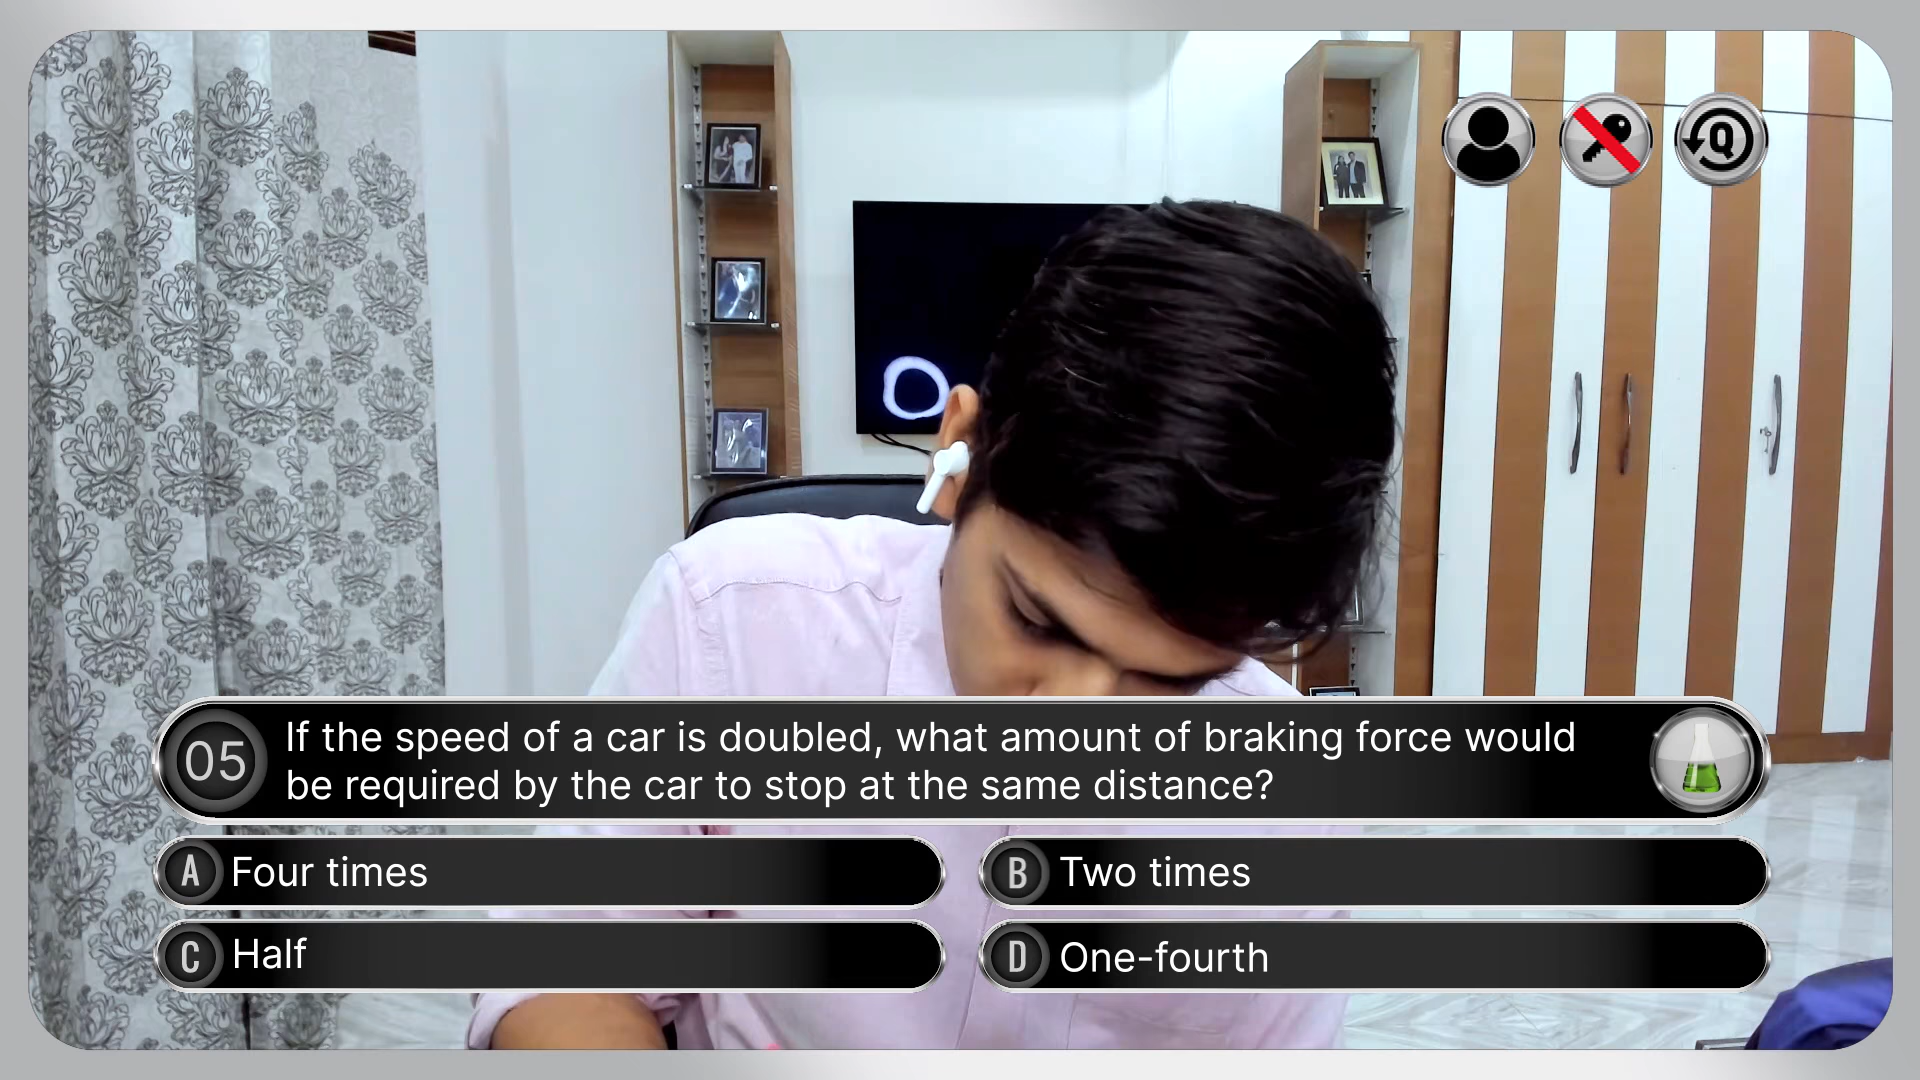 Q
05
If the speed of a car is doubled, what amount of braking force would
be required by the car to stop at the same distance?
A Four times
B Two times
C Half
D One-fourth